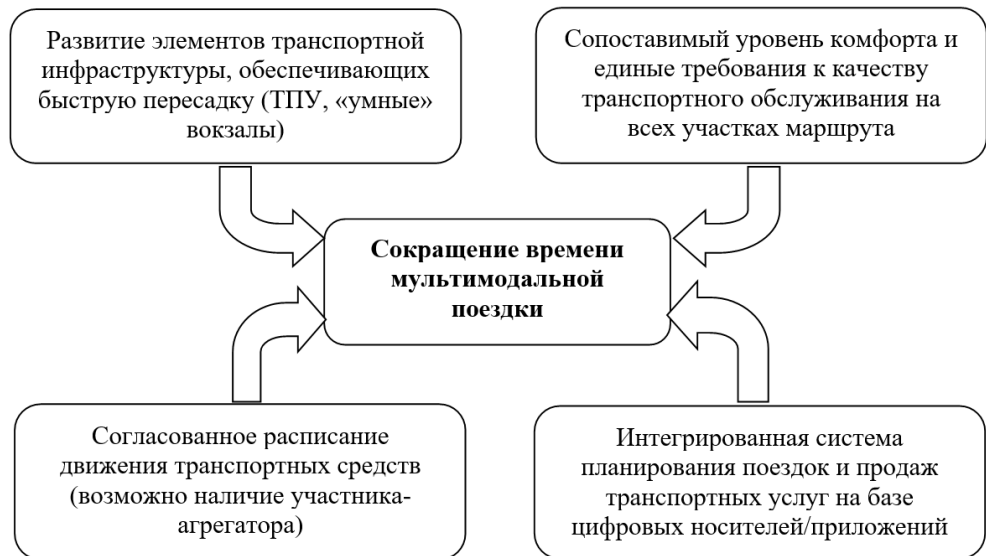 Развитие элементов транспортной
инфраструктуры, обеспечивающих
быструю пересадку (ТПУ, «умные»
вокзалы)
Сопоставимый уровень комфорта и
единые требования к качеству
транспортного обслуживания на
всех участках маршрута
Сокращение времени
мультимодальной
поездки
Согласованное расписание
движения транспортных средств
(возможно наличие участника-
агрегатора)
Интегрированная система
планирования поездок и продаж
транспортных услуг на базе
цифровых носителей/приложений